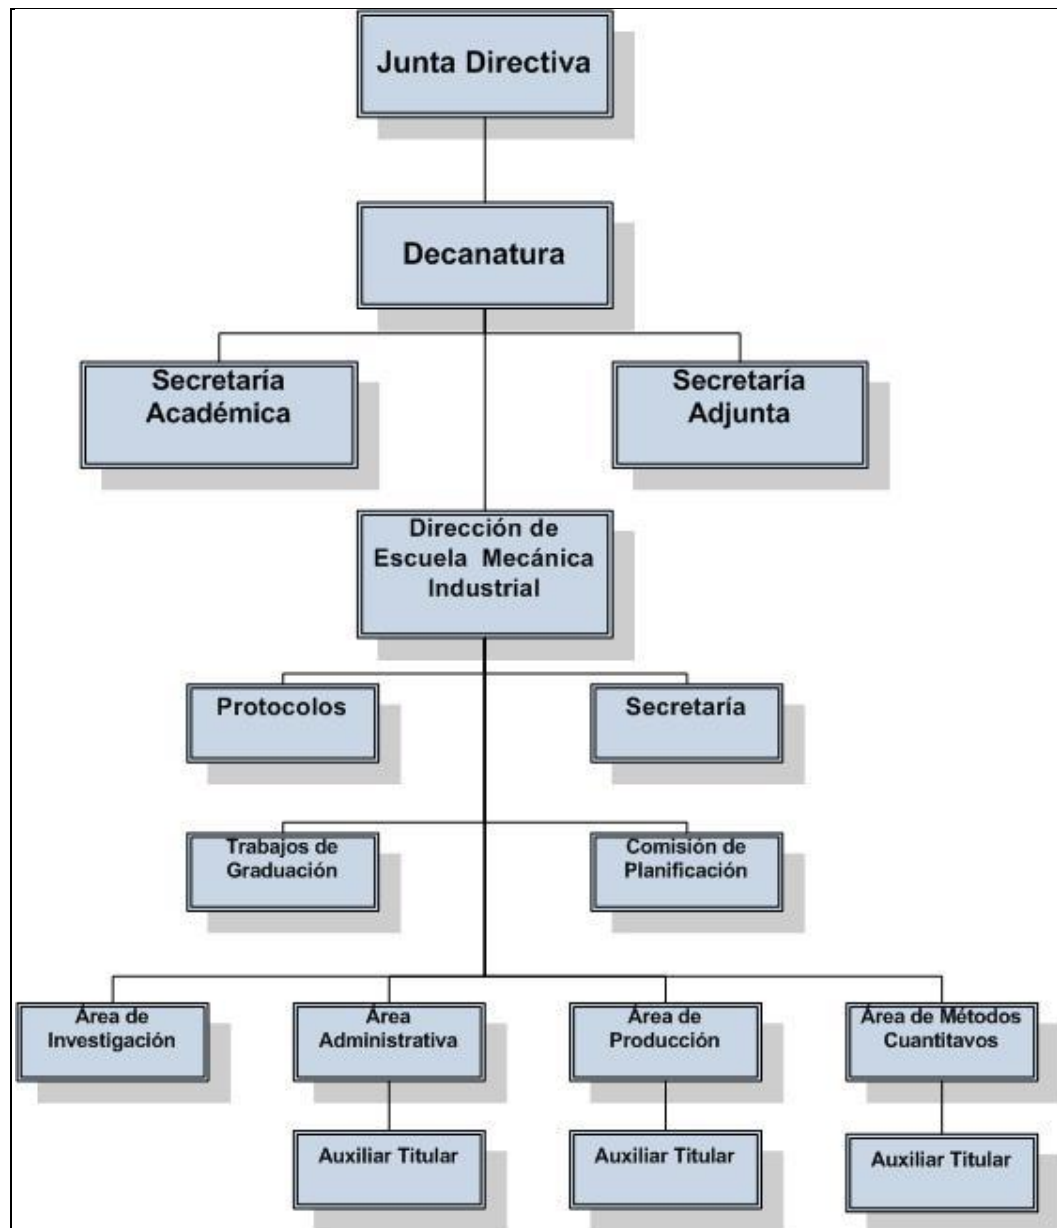 Junta Directiva
Decanatura
Secretaría
Académica
Secretaría
Adjunta
Dirección de
Escuela Mecánica
Industrial
Protocolos
Secretaría
Trabajos de
Graduación
Comisión de
Planificación
Área de
Investigación
Área
Administrativa
Área de
Producción
Área de Métodos
Cuantitavos
Auxiliar Titular
Auxiliar Titular
Auxiliar Titular